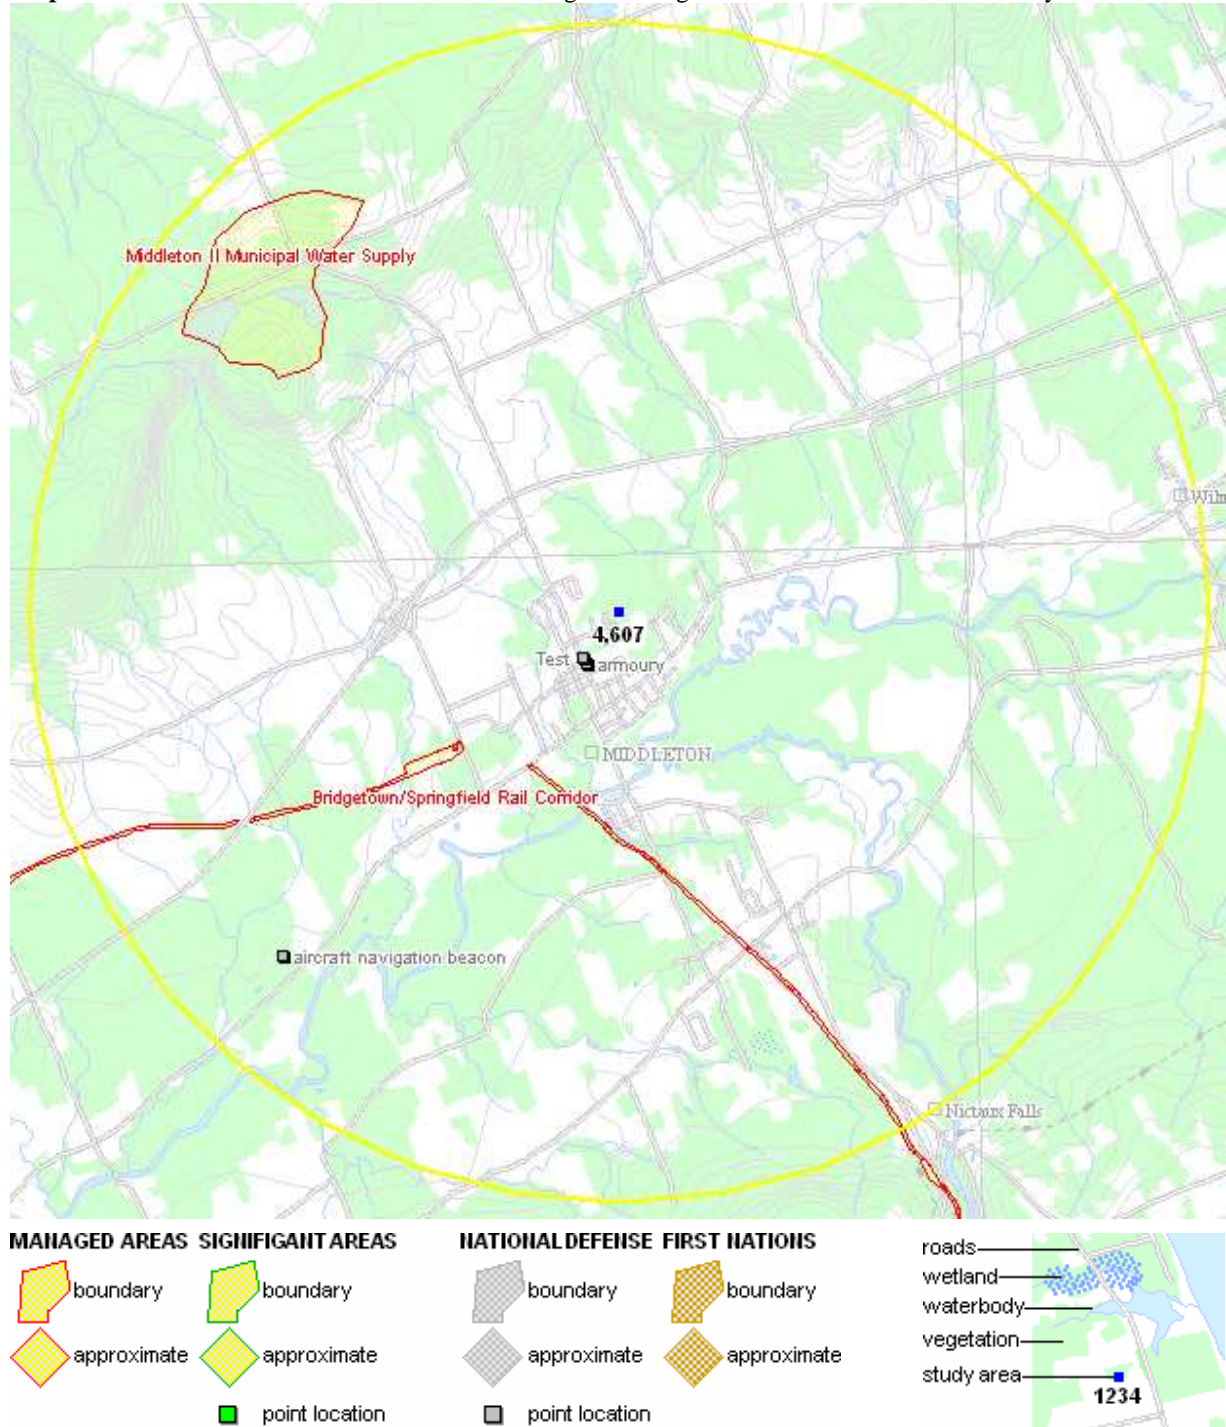 Middleton II Municipal Water Supply
Wilm
4,607
Test
armoury
MIDDLETON
Bridgetown/Springfield Rail Corridor
aircraft navigation beacon
Nictaux Falls
MANAGED AREAS
SIGNIFIGANT AREAS
NATIONAL DEFENSE
FIRST NATIONS
boundary
boundary
boundary
boundary
approximate
approximate
approximate
approximate
point location
point location
roads
wetland
waterbody
vegetation
study area
1234